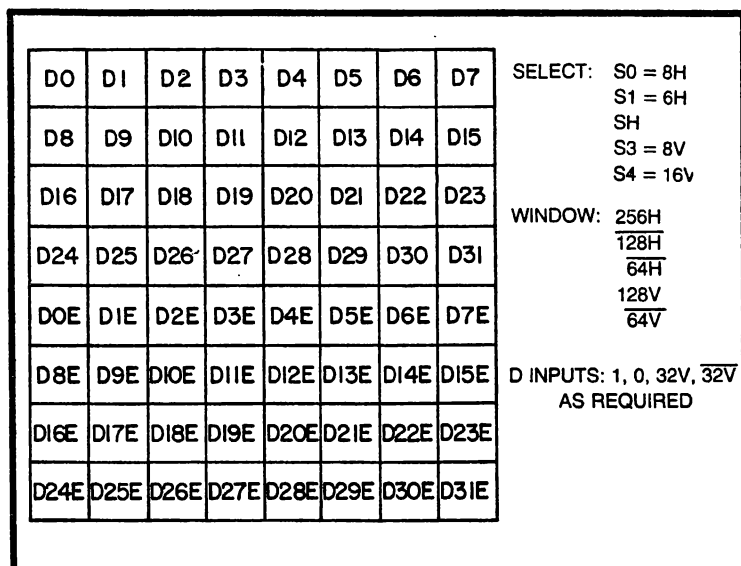 D0 D1 D2 D3 D4 D5 D6 D7
D8 D9 D10 D11 D12 D13 D14 D15
D16 D17 D18 D19 D20 D21 D22 D23
D24 D25 D26 D27 D28 D29 D30 D31
D0E D1E D2E D3E D4E D5E D6E D7E
D8E D9E D10E D11E D12E D13E D14E D15E
D16E D17E D18E D19E D20E D21E D22E D23E
D24E D25E D26E D27E D28E D29E D30E D31E
SELECT: S0 = 8H
S1 = 6H
SH
S3 = 8V
S4 = 16V
WINDOW: 256H
128H
64H
128V
64V
D INPUTS: 1, 0, 32V, 32V
AS REQUIRED